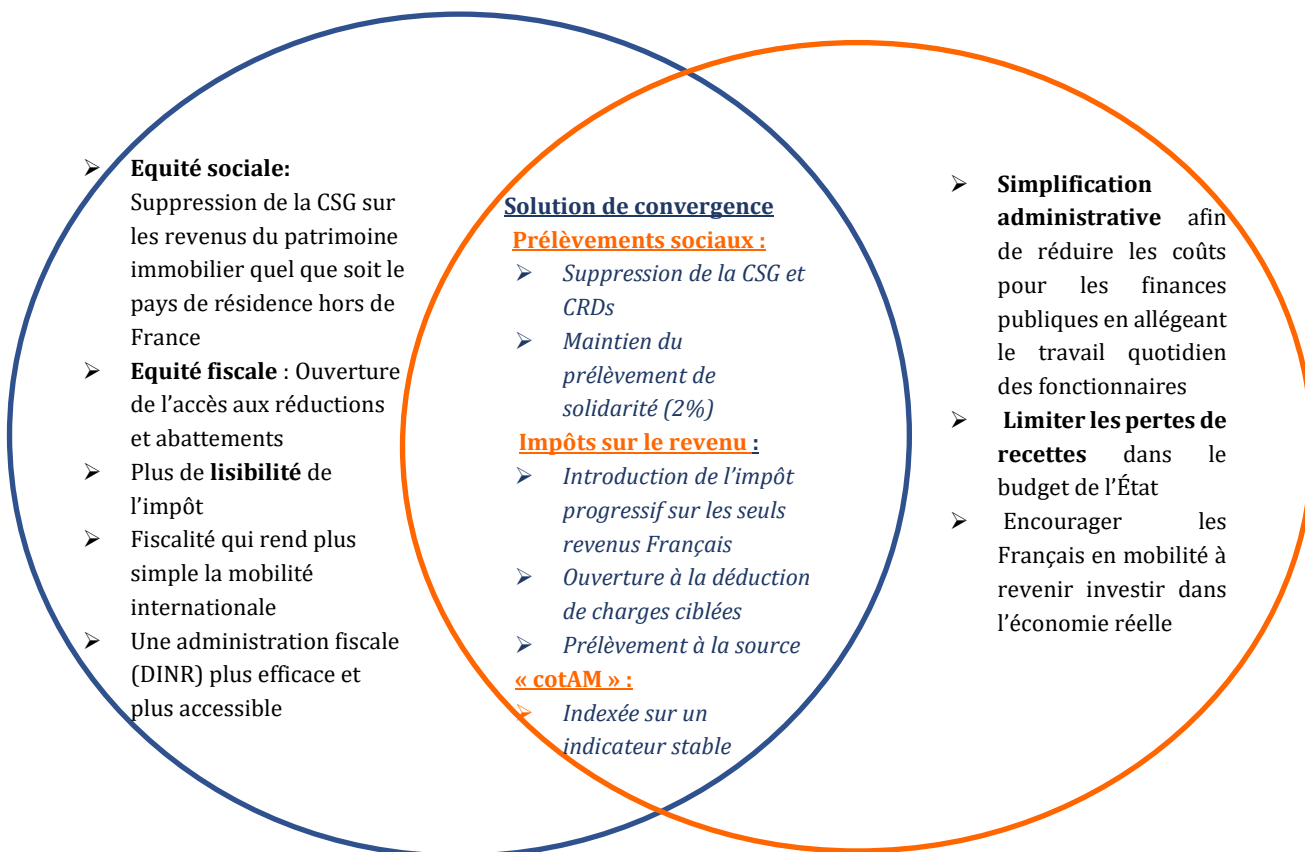 ➢ Equité sociale:
Suppression de la CSG sur
les revenus du patrimoine
immobilier quel que soit le
pays de résidence hors de
France
➢ Equité fiscale : Ouverture
de l’accès aux réductions
et abattements
➢ Plus de lisibilité de
l’impôt
➢ Fiscalité qui rend plus
simple la mobilité
internationale
➢ Une administration fiscale
(DINR) plus efficace et
plus accessible
Solution de convergence
Prélèvements sociaux :
➢ Suppression de la CSG et
CRDs
➢ Maintien du
prélèvement de
solidarité (2%)
Impôts sur le revenu :
➢ Introduction de l’impôt
progressif sur les seuls
revenus Français
➢ Ouverture à la déduction
de charges ciblées
➢ Prélèvement à la source
« cotAM » :
➢ Indexée sur un
indicateur stable
➢ Simplification
administrative afin
de réduire les coûts
pour les finances
publiques en allégeant
le travail quotidien
des fonctionnaires
➢ Limiter les pertes de
recettes dans le
budget de l’État
➢ Encourager les
Français en mobilité à
revenir investir dans
l’économie réelle